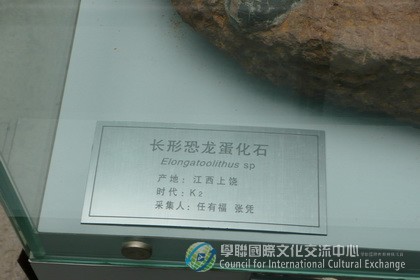 长形恐龙蛋化石
Elongatoolithus sp
产地：江西上饶
时代：K₂
采集人：任有福 张凭
學聯國際文化交流中心
Council for International Cultural Exchange